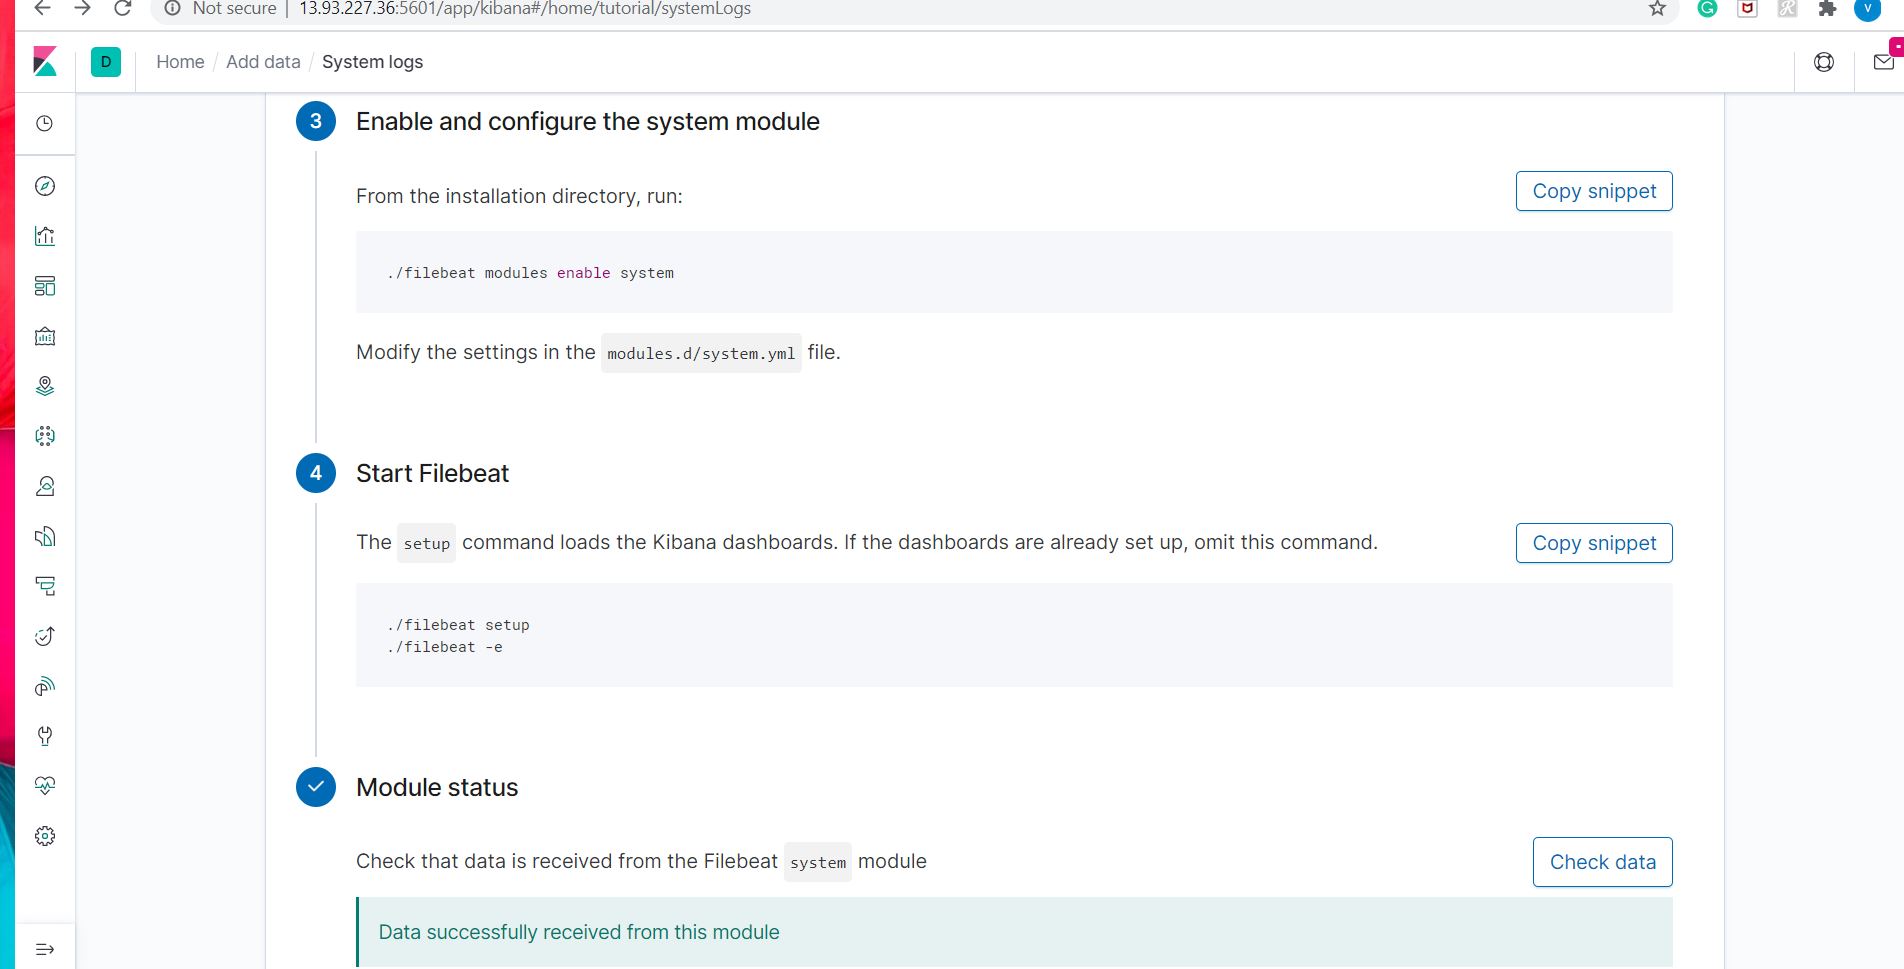 Not secure | 13.93.227.36:5601/app/kibana#/home/tutorial/systemLogs
V
D
Home / Add data / System logs
3
Enable and configure the system module
From the installation directory, run:
Copy snippet
./filebeat modules enable system
Modify the settings in the modules.d/system.yml file.
4
Start Filebeat
The setup command loads the Kibana dashboards. If the dashboards are already set up, omit this command.
Copy snippet
./filebeat setup
./filebeat -e
Module status
Check that data is received from the Filebeat system module
Check data
Data successfully received from this module